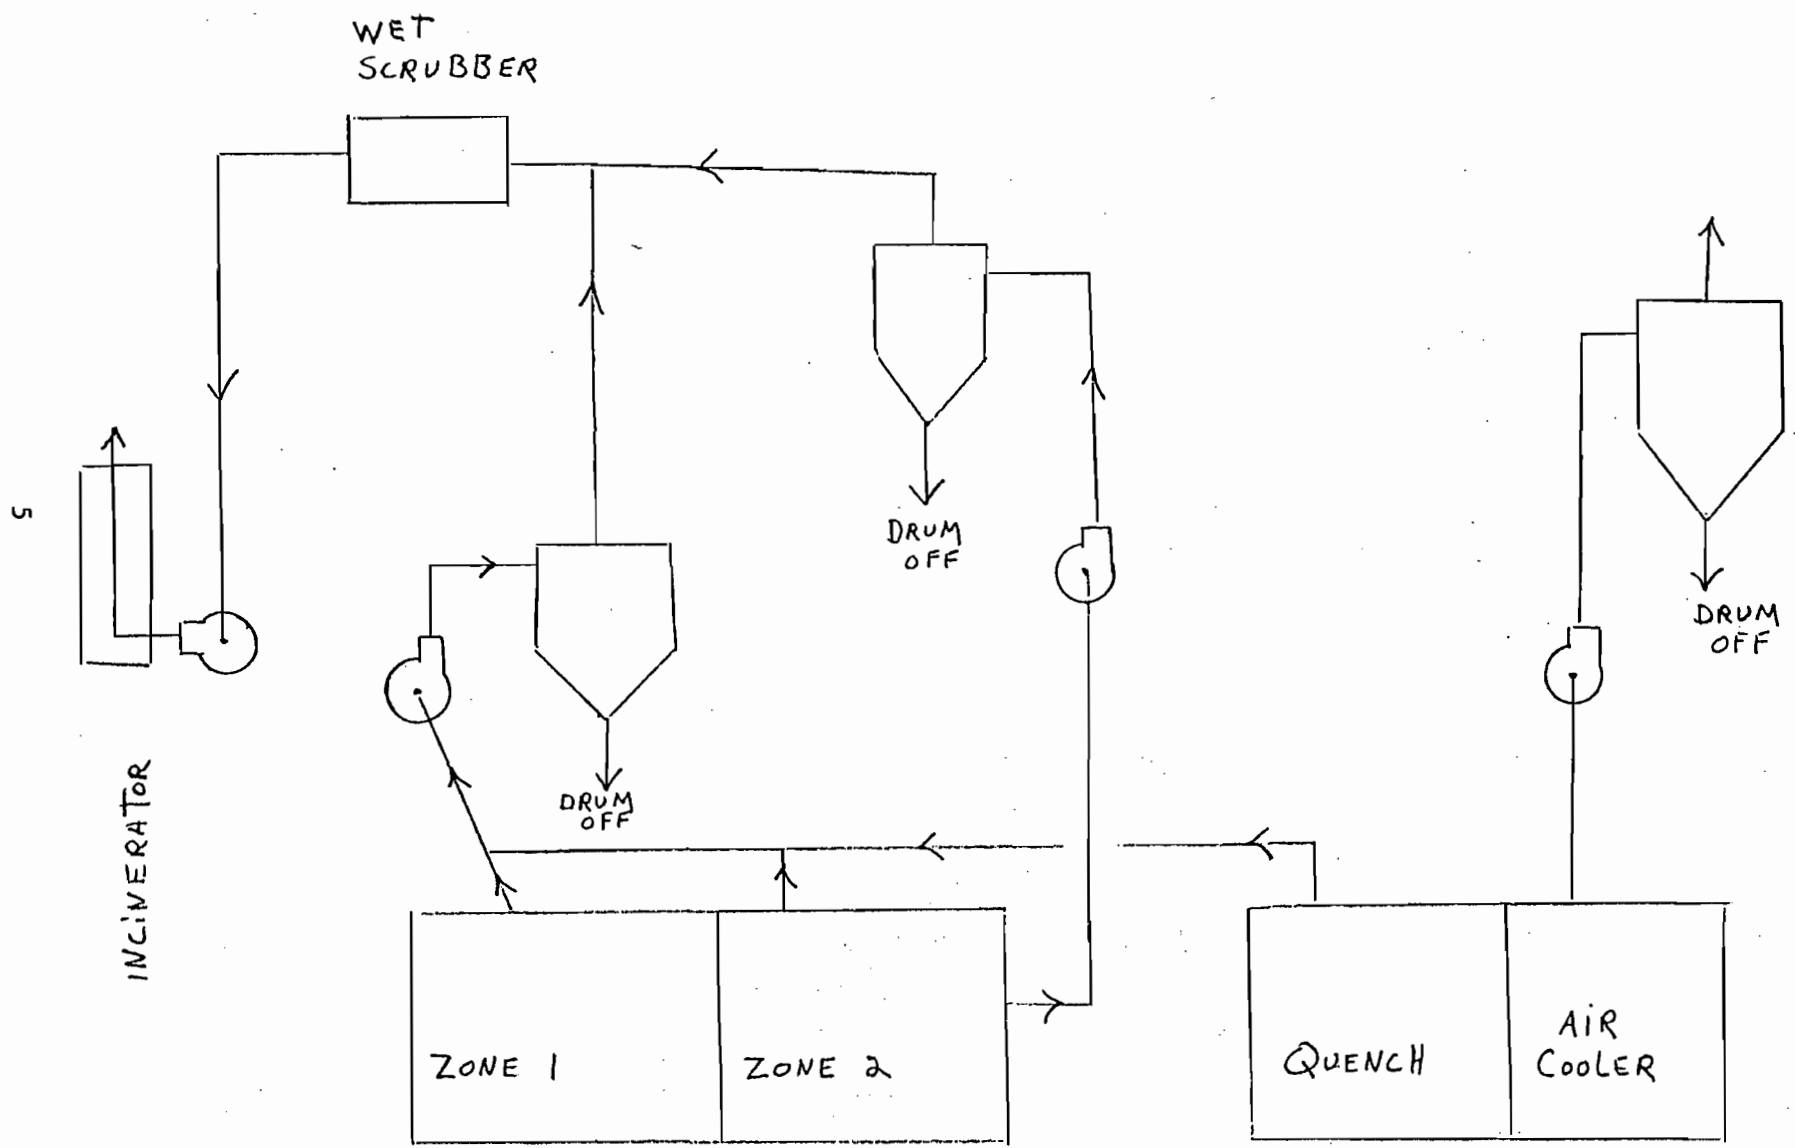 WET
SCRUBBER
5
DRUM
OFF
DRUM
OFF
DRUM
OFF
INCiNERATOR
ZONE 1
ZONE 2
QUENCH
AiR
COOLER